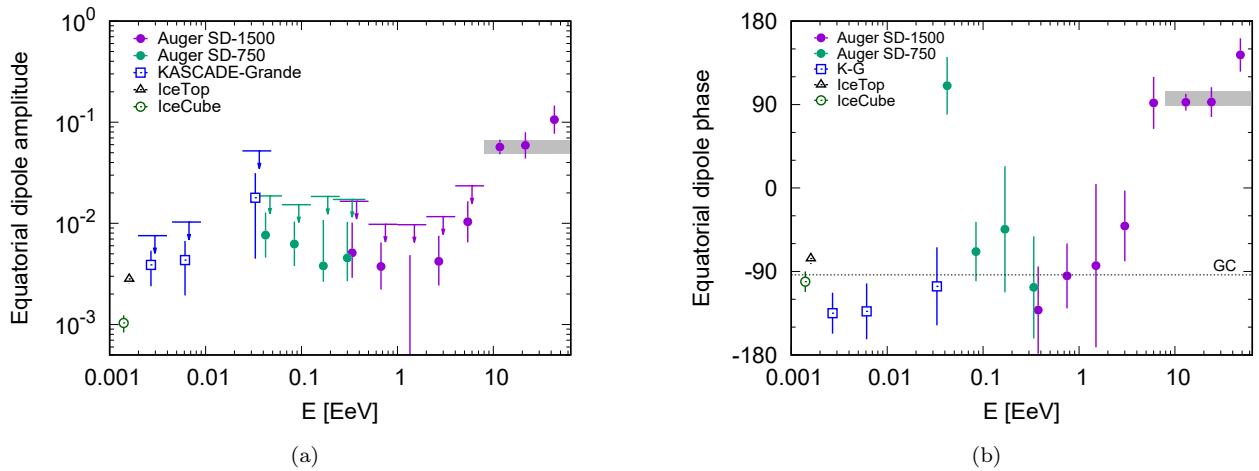 Equatorial dipole amplitude
10⁰
10⁻¹
10⁻²
10⁻³
Auger SD-1500
Auger SD-750
KASCADE-Grande
IceTop
IceCube
0.001
0.01
0.1
1
10
E [EeV]
(a)
Equatorial dipole phase
180
90
0
-90
-180
Auger SD-1500
Auger SD-750
K-G
IceTop
IceCube
GC
0.001
0.01
0.1
1
10
E [EeV]
(b)